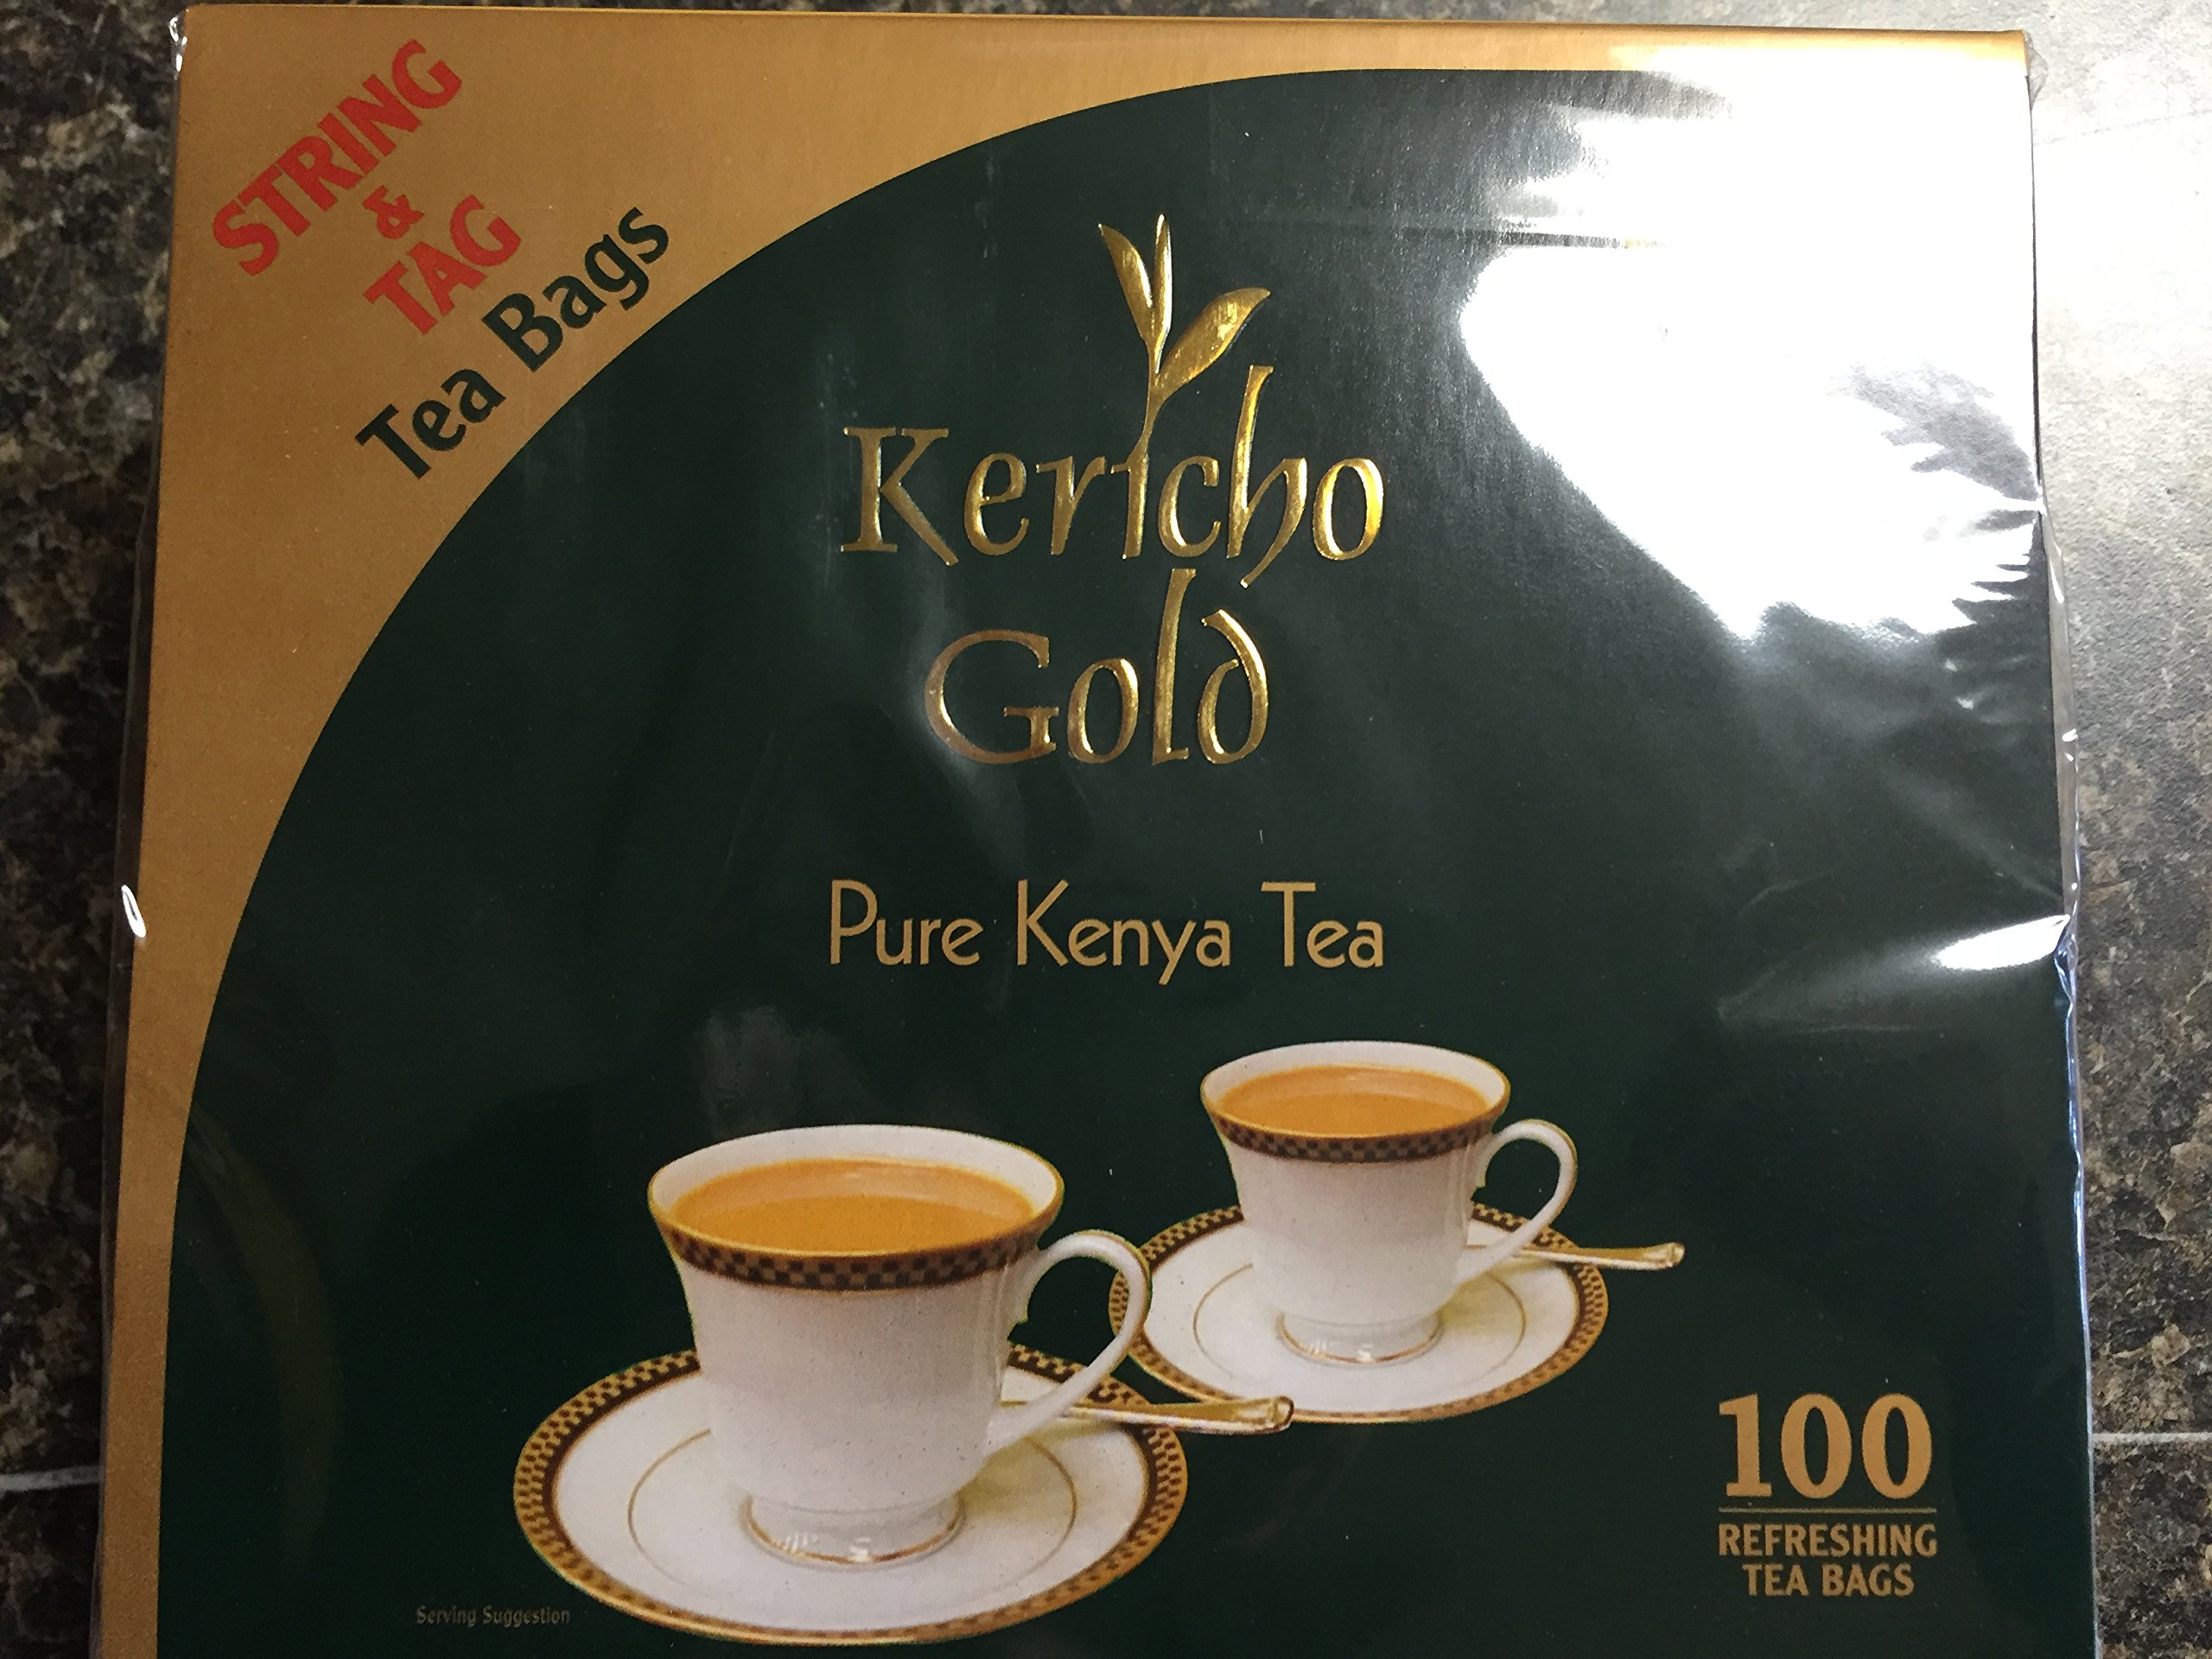 STRING
&
TAG
Tea Bags
Kericho
Gold
Pure Kenya Tea
100
REFRESHING
TEA BAGS
Serving Suggestion